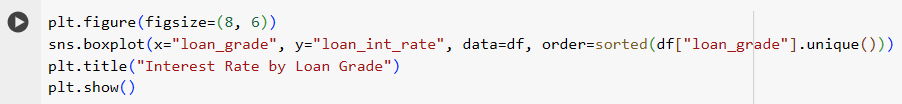 plt.figure(figsize=(8, 6))
sns.boxplot(x="loan_grade", y="loan_int_rate", data=df, order=sorted(df["loan_grade"].unique()))
plt.title("Interest Rate by Loan Grade")
plt.show()